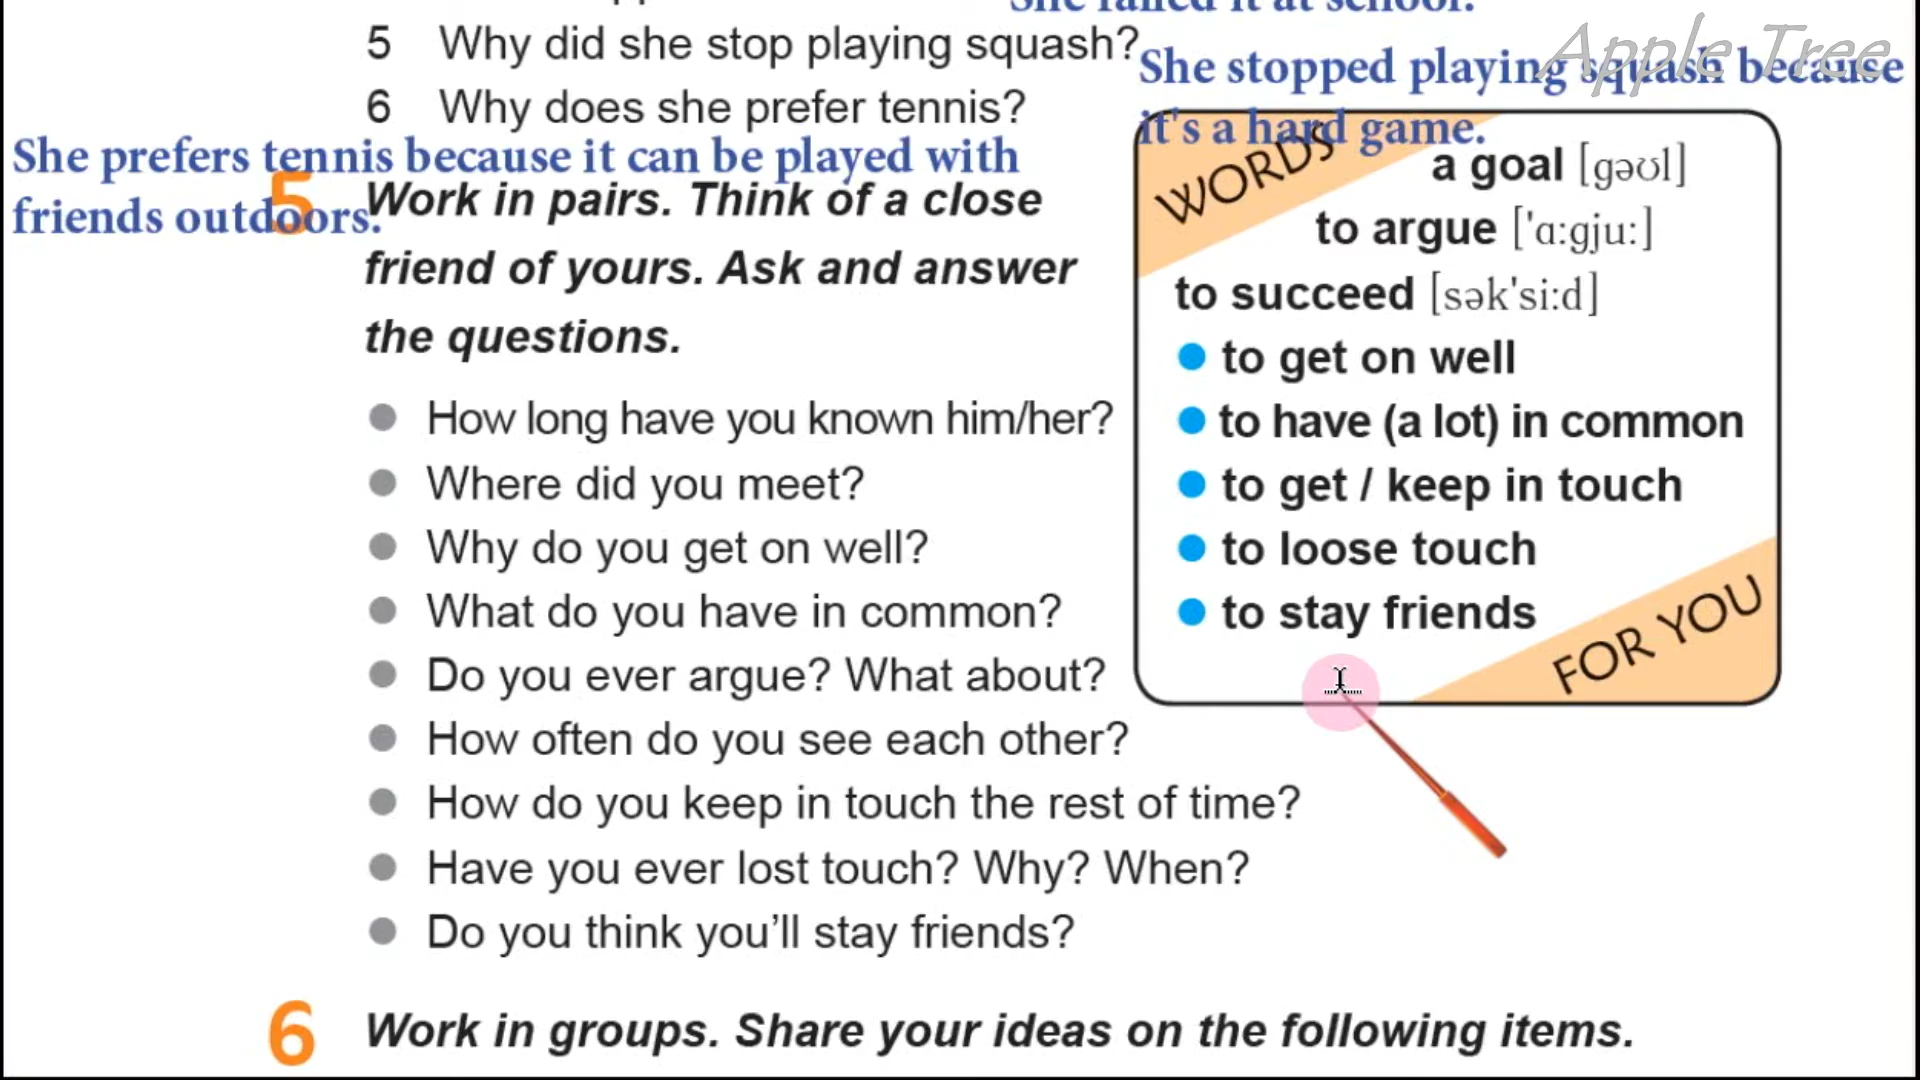 She failed it at school.
5 Why did she stop playing squash?
She stopped playing squash because
it's a hard game.
Apple Tree
6 Why does she prefer tennis?
She prefers tennis because it can be played with
friends outdoors.
5 Work in pairs. Think of a close
friend of yours. Ask and answer
the questions.
How long have you known him/her?
Where did you meet?
Why do you get on well?
What do you have in common?
Do you ever argue? What about?
How often do you see each other?
How do you keep in touch the rest of time?
Have you ever lost touch? Why? When?
Do you think you'll stay friends?
WORDS
a goal [gəʊl]
to argue ['ɑ:gju:]
to succeed [sək'si:d]
to get on well
to have (a lot) in common
to get / keep in touch
to loose touch
to stay friends
FOR YOU
6 Work in groups. Share your ideas on the following items.